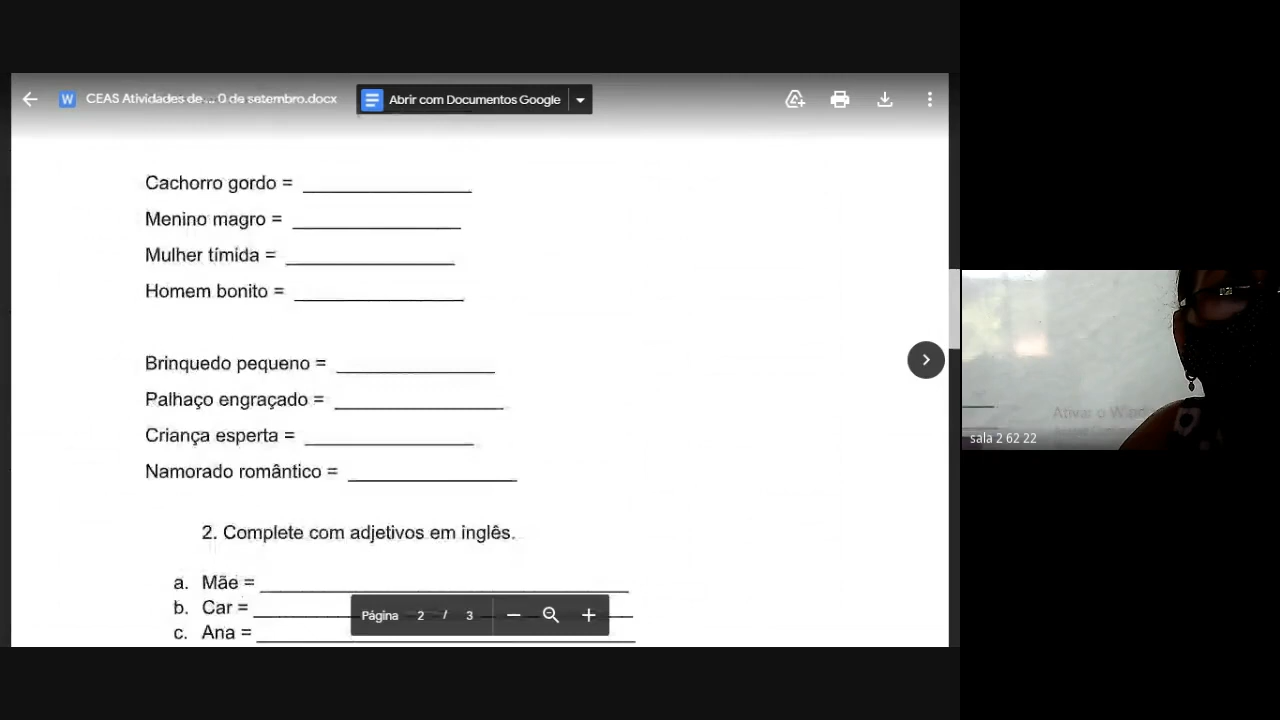 CEAS Atividades de ... 0 de setembro.docx
Abrir com Documentos Google
Cachorro gordo = 
Menino magro = 
Mulher tímida = 
Homem bonito = 
Brinquedo pequeno = 
Palhaço engraçado = 
Criança esperta = 
Namorado romântico = 
2. Complete com adjetivos em inglês.
a. Mãe = 
b. Car = 
c. Ana = 
Página 2 / 3
Ativar o Wind
sala 2 62 22